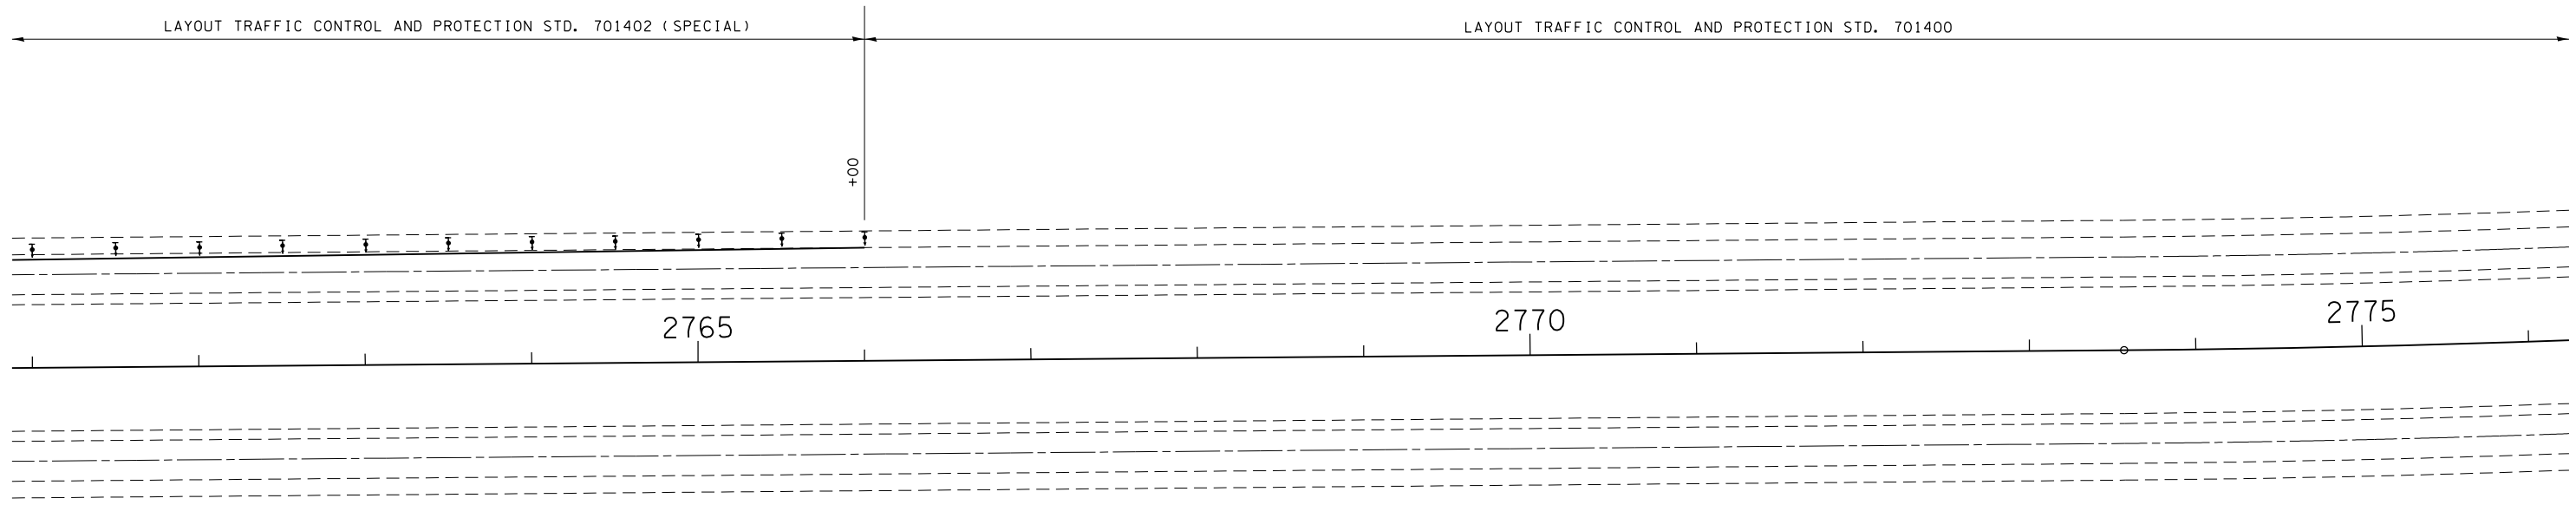 LAYOUT TRAFFIC CONTROL AND PROTECTION STD. 701402 (SPECIAL)
LAYOUT TRAFFIC CONTROL AND PROTECTION STD. 701400
+00
2765
2770
2775